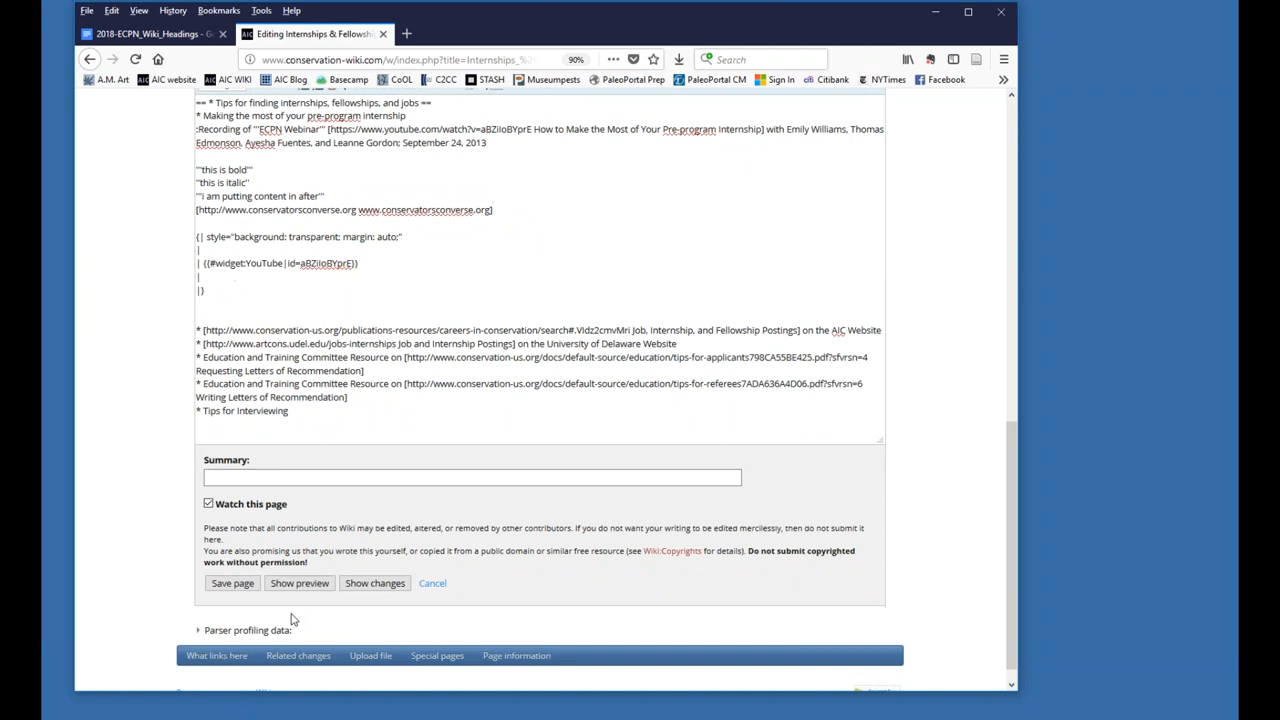 File Edit View History Bookmarks Tools Help
2018-ECPN_Wiki_Headings - G
Editing Internships & Fellowshi
www.conservation-wiki.com/w/index.php?title=Internships_% 90% Search
A.M. Art AIC website AIC WIKI AIC Blog Basecamp CoOL C2CC STASH Museumpests PaleoPortal Prep PaleoPortal CM Sign In Citibank NYTimes Facebook
== * Tips for finding internships, fellowships, and jobs ==
* Making the most of your pre-program internship
:Recording of '''ECPN Webinar''' [https://www.youtube.com/watch?v=aBZiIoBYprE How to Make the Most of Your Pre-program Internship] with Emily Williams, Thomas
Edmonson, Ayesha Fuentes, and Leanne Gordon; September 24, 2013
'''this is bold'''
''this is italic''
'''i am putting content in after'''
[http://www.conservatorsconverse.org www.conservatorsconverse.org]
{| style="background: transparent; margin: auto;"
|
| {{#widget:YouTube|id=aBZiIoBYprE}}
|
|}
* [http://www.conservation-us.org/publications-resources/careers-in-conservation/search#.VIdz2cmvMri Job, Internship, and Fellowship Postings] on the AIC Website
* [http://www.artcons.udel.edu/jobs-internships Job and Internship Postings] on the University of Delaware Website
* Education and Training Committee Resource on [http://www.conservation-us.org/docs/default-source/education/tips-for-applicants798CA55BE425.pdf?sfvrsn=4
Requesting Letters of Recommendation]
* Education and Training Committee Resource on [http://www.conservation-us.org/docs/default-source/education/tips-for-referees7ADA636A4D06.pdf?sfvrsn=6
Writing Letters of Recommendation]
* Tips for Interviewing
Summary:
Watch this page
Please note that all contributions to Wiki may be edited, altered, or removed by other contributors. If you do not want your writing to be edited mercilessly, then do not submit it
here.
You are also promising us that you wrote this yourself, or copied it from a public domain or similar free resource (see Wiki:Copyrights for details). Do not submit copyrighted
work without permission!
Save page Show preview Show changes Cancel
Parser profiling data:
What links here Related changes Upload file Special pages Page information